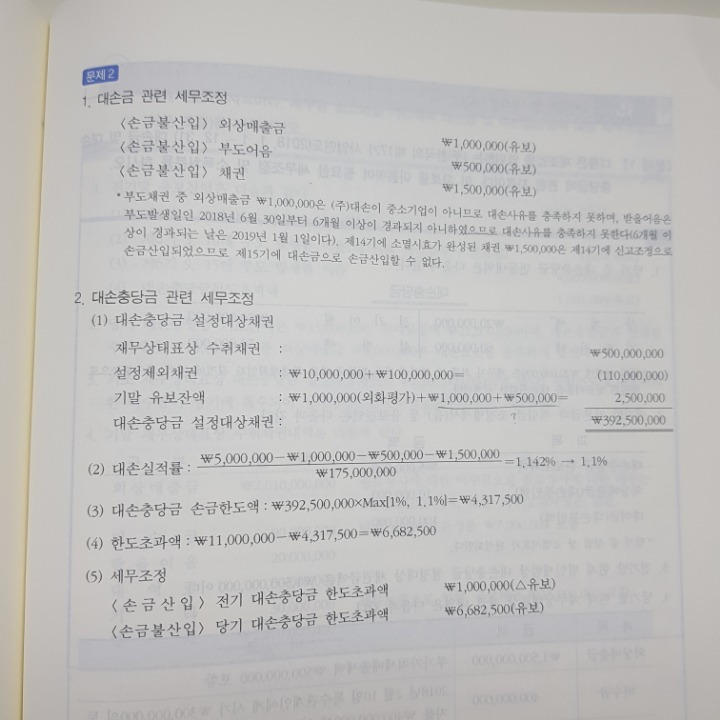 문제 2
1. 대손금 관련 세무조정
〈손금불산입〉 외상매출금 ₩1,000,000(유보)
〈손금불산입〉 부도어음 ₩500,000(유보)
〈손금불산입〉 채권 ₩1,500,000(유보)
* 부도채권 중 외상매출금 ₩1,000,000은 (주)대손이 중소기업이 아니므로 대손사유를 충족하지 못하며, 받을어음은
부도발생일인 2018년 6월 30일부터 6개월 이상이 경과되지 아니하였으므로 대손사유를 충족하지 못한다(6개월 이
상이 경과되는 날은 2019년 1월 1일이다). 제14기에 소멸시효가 완성된 채권 ₩1,500,000은 제14기에 신고조정으로
손금산입되었으므로 제15기에 대손금으로 손금산입할 수 없다.
2. 대손충당금 관련 세무조정
(1) 대손충당금 설정대상채권
재무상태표상 수취채권 : ₩500,000,000
설정제외채권 : ₩10,000,000+₩100,000,000= (110,000,000)
기말 유보잔액 : ₩1,000,000(외화평가)+₩1,000,000+₩500,000= 2,500,000
대손충당금 설정대상채권: ? ₩392,500,000
(2) 대손실적률 : ₩5,000,000-₩1,000,000-₩500,000-₩1,500,000
₩175,000,000
=1.142% → 1.1%
(3) 대손충당금 손금한도액 : ₩392,500,000×Max[1%, 1.1%]=₩4,317,500
(4) 한도초과액 : ₩11,000,000-₩4,317,500=₩6,682,500
(5) 세무조정
〈손금산입〉 전기 대손충당금 한도초과액 ₩1,000,000(△유보)
〈손금불산입〉 당기 대손충당금 한도초과액 ₩6,682,500(유보)